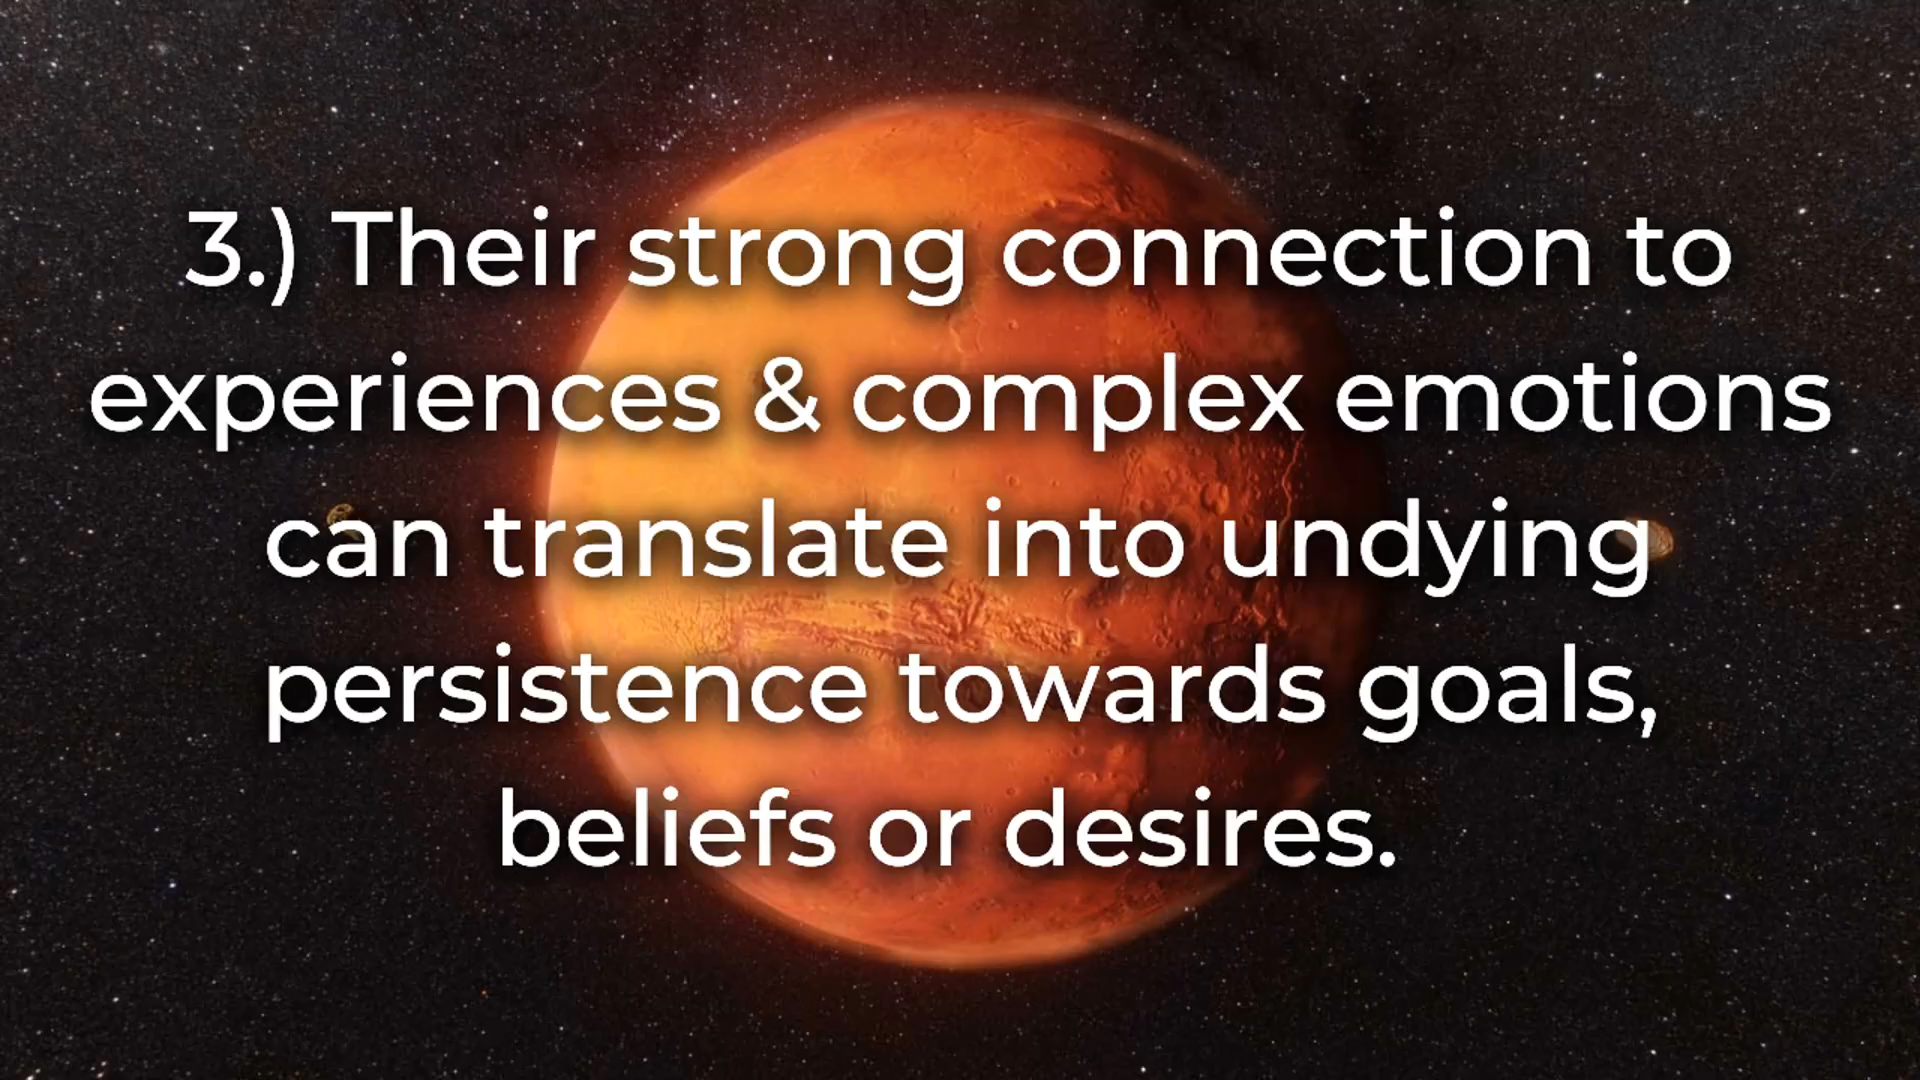 3.) Their strong connection to
experiences & complex emotions
can translate into undying
persistence towards goals,
beliefs or desires.